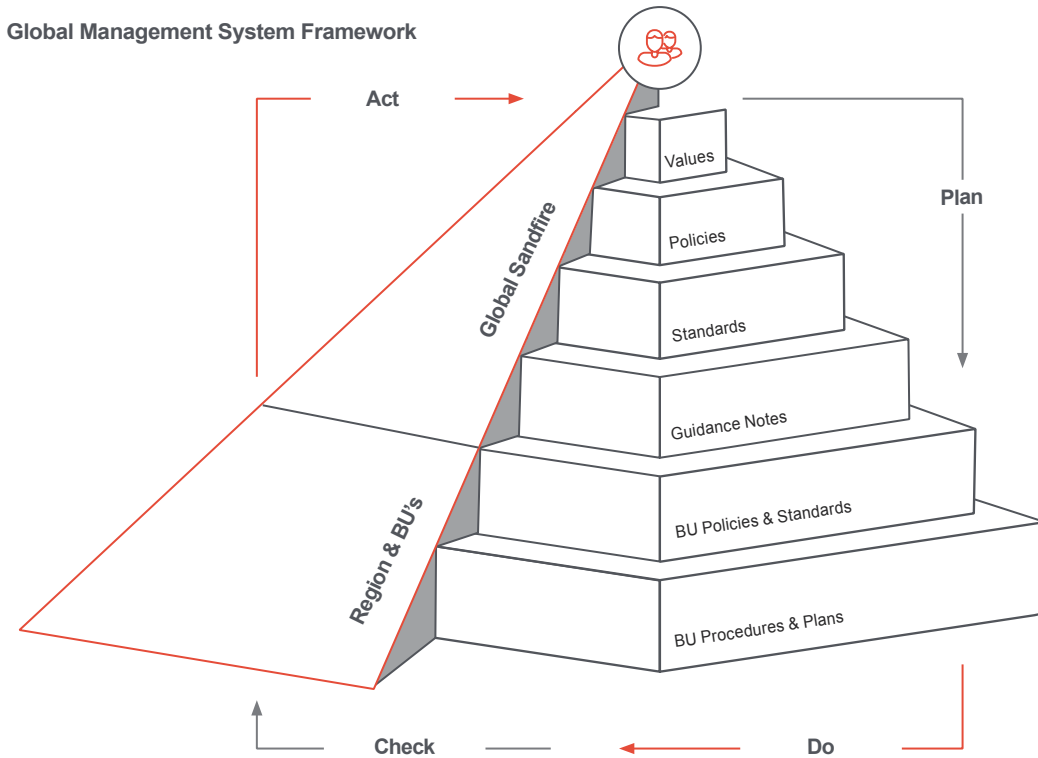 Global Management System Framework
Act
Plan
Values
Policies
Standards
Guidance Notes
BU Policies & Standards
BU Procedures & Plans
Global Sandfire
Region & BU’s
Check
Do